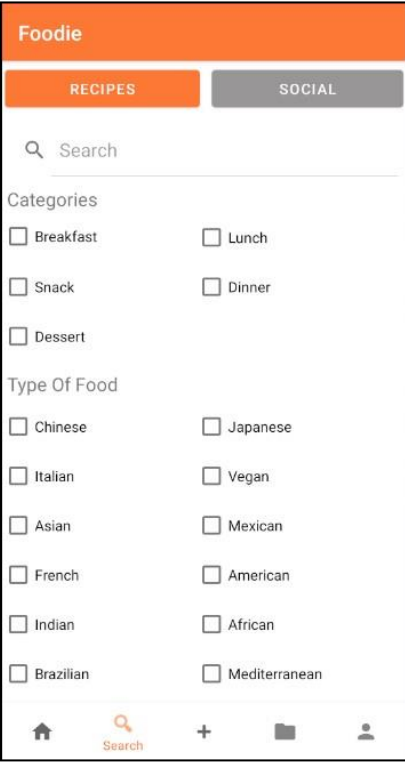 Foodie
RECIPES SOCIAL
Search
Categories
Breakfast Lunch
Snack Dinner
Dessert
Type Of Food
Chinese Japanese
Italian Vegan
Asian Mexican
French American
Indian African
Brazilian Mediterranean
Search